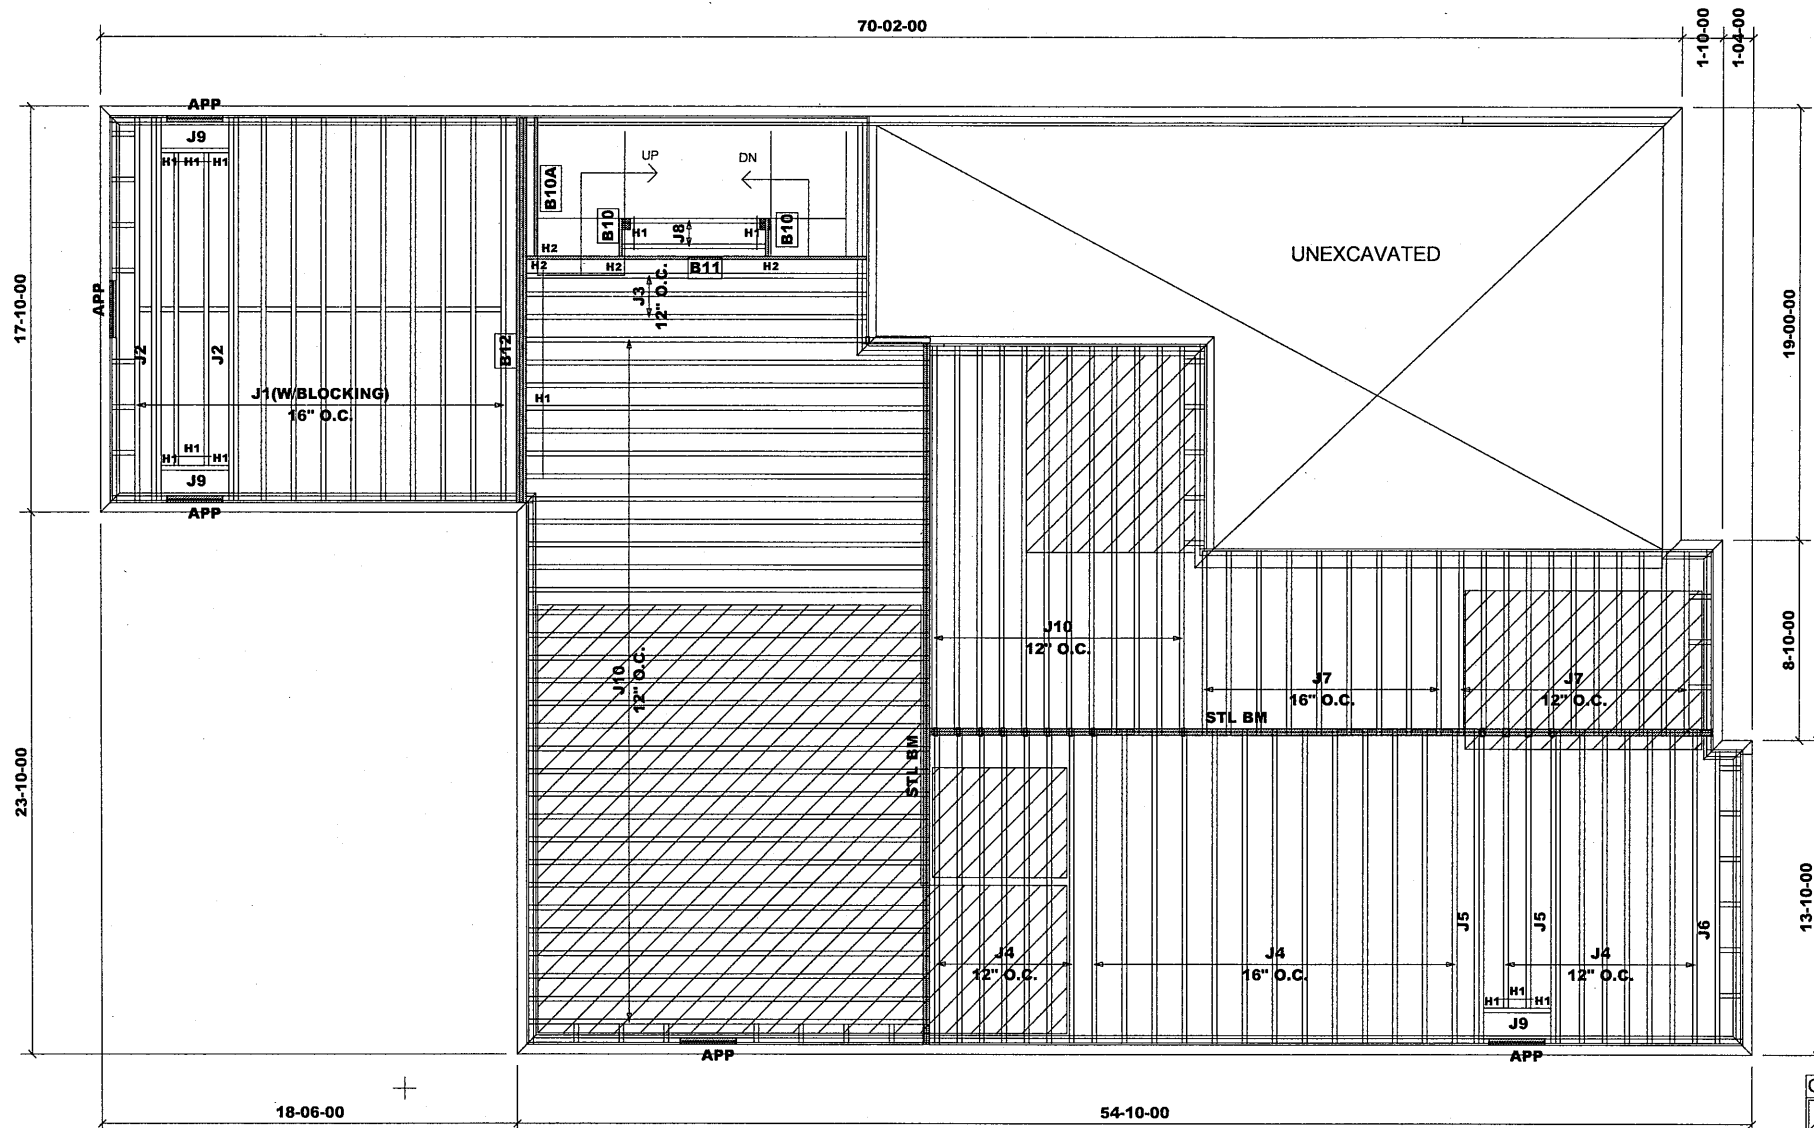 70-02-00
1-10-00
1-04-00
APP
J9
H1 H1 H1
UP
DN
B10A
B10
B10
H1
J8
H1
H2
H2
H2
B11
H2
J3
12" O.C.
UNEXCAVATED
17-10-00
APP
19-00-00
J2
J2
B12
J1(W/BLOCKING)
16" O.C.
H1
H1
H1
H1
J9
APP
J10
12" O.C.
J10
12" O.C.
J7
16" O.C.
J7
12" O.C.
8-10-00
STL BM
STL BM
23-10-00
J4
12" O.C.
J4
16" O.C.
J5
J5
J4
12" O.C.
J6
13-10-00
H1
H1
H1
J9
APP
APP
18-06-00
54-10-00